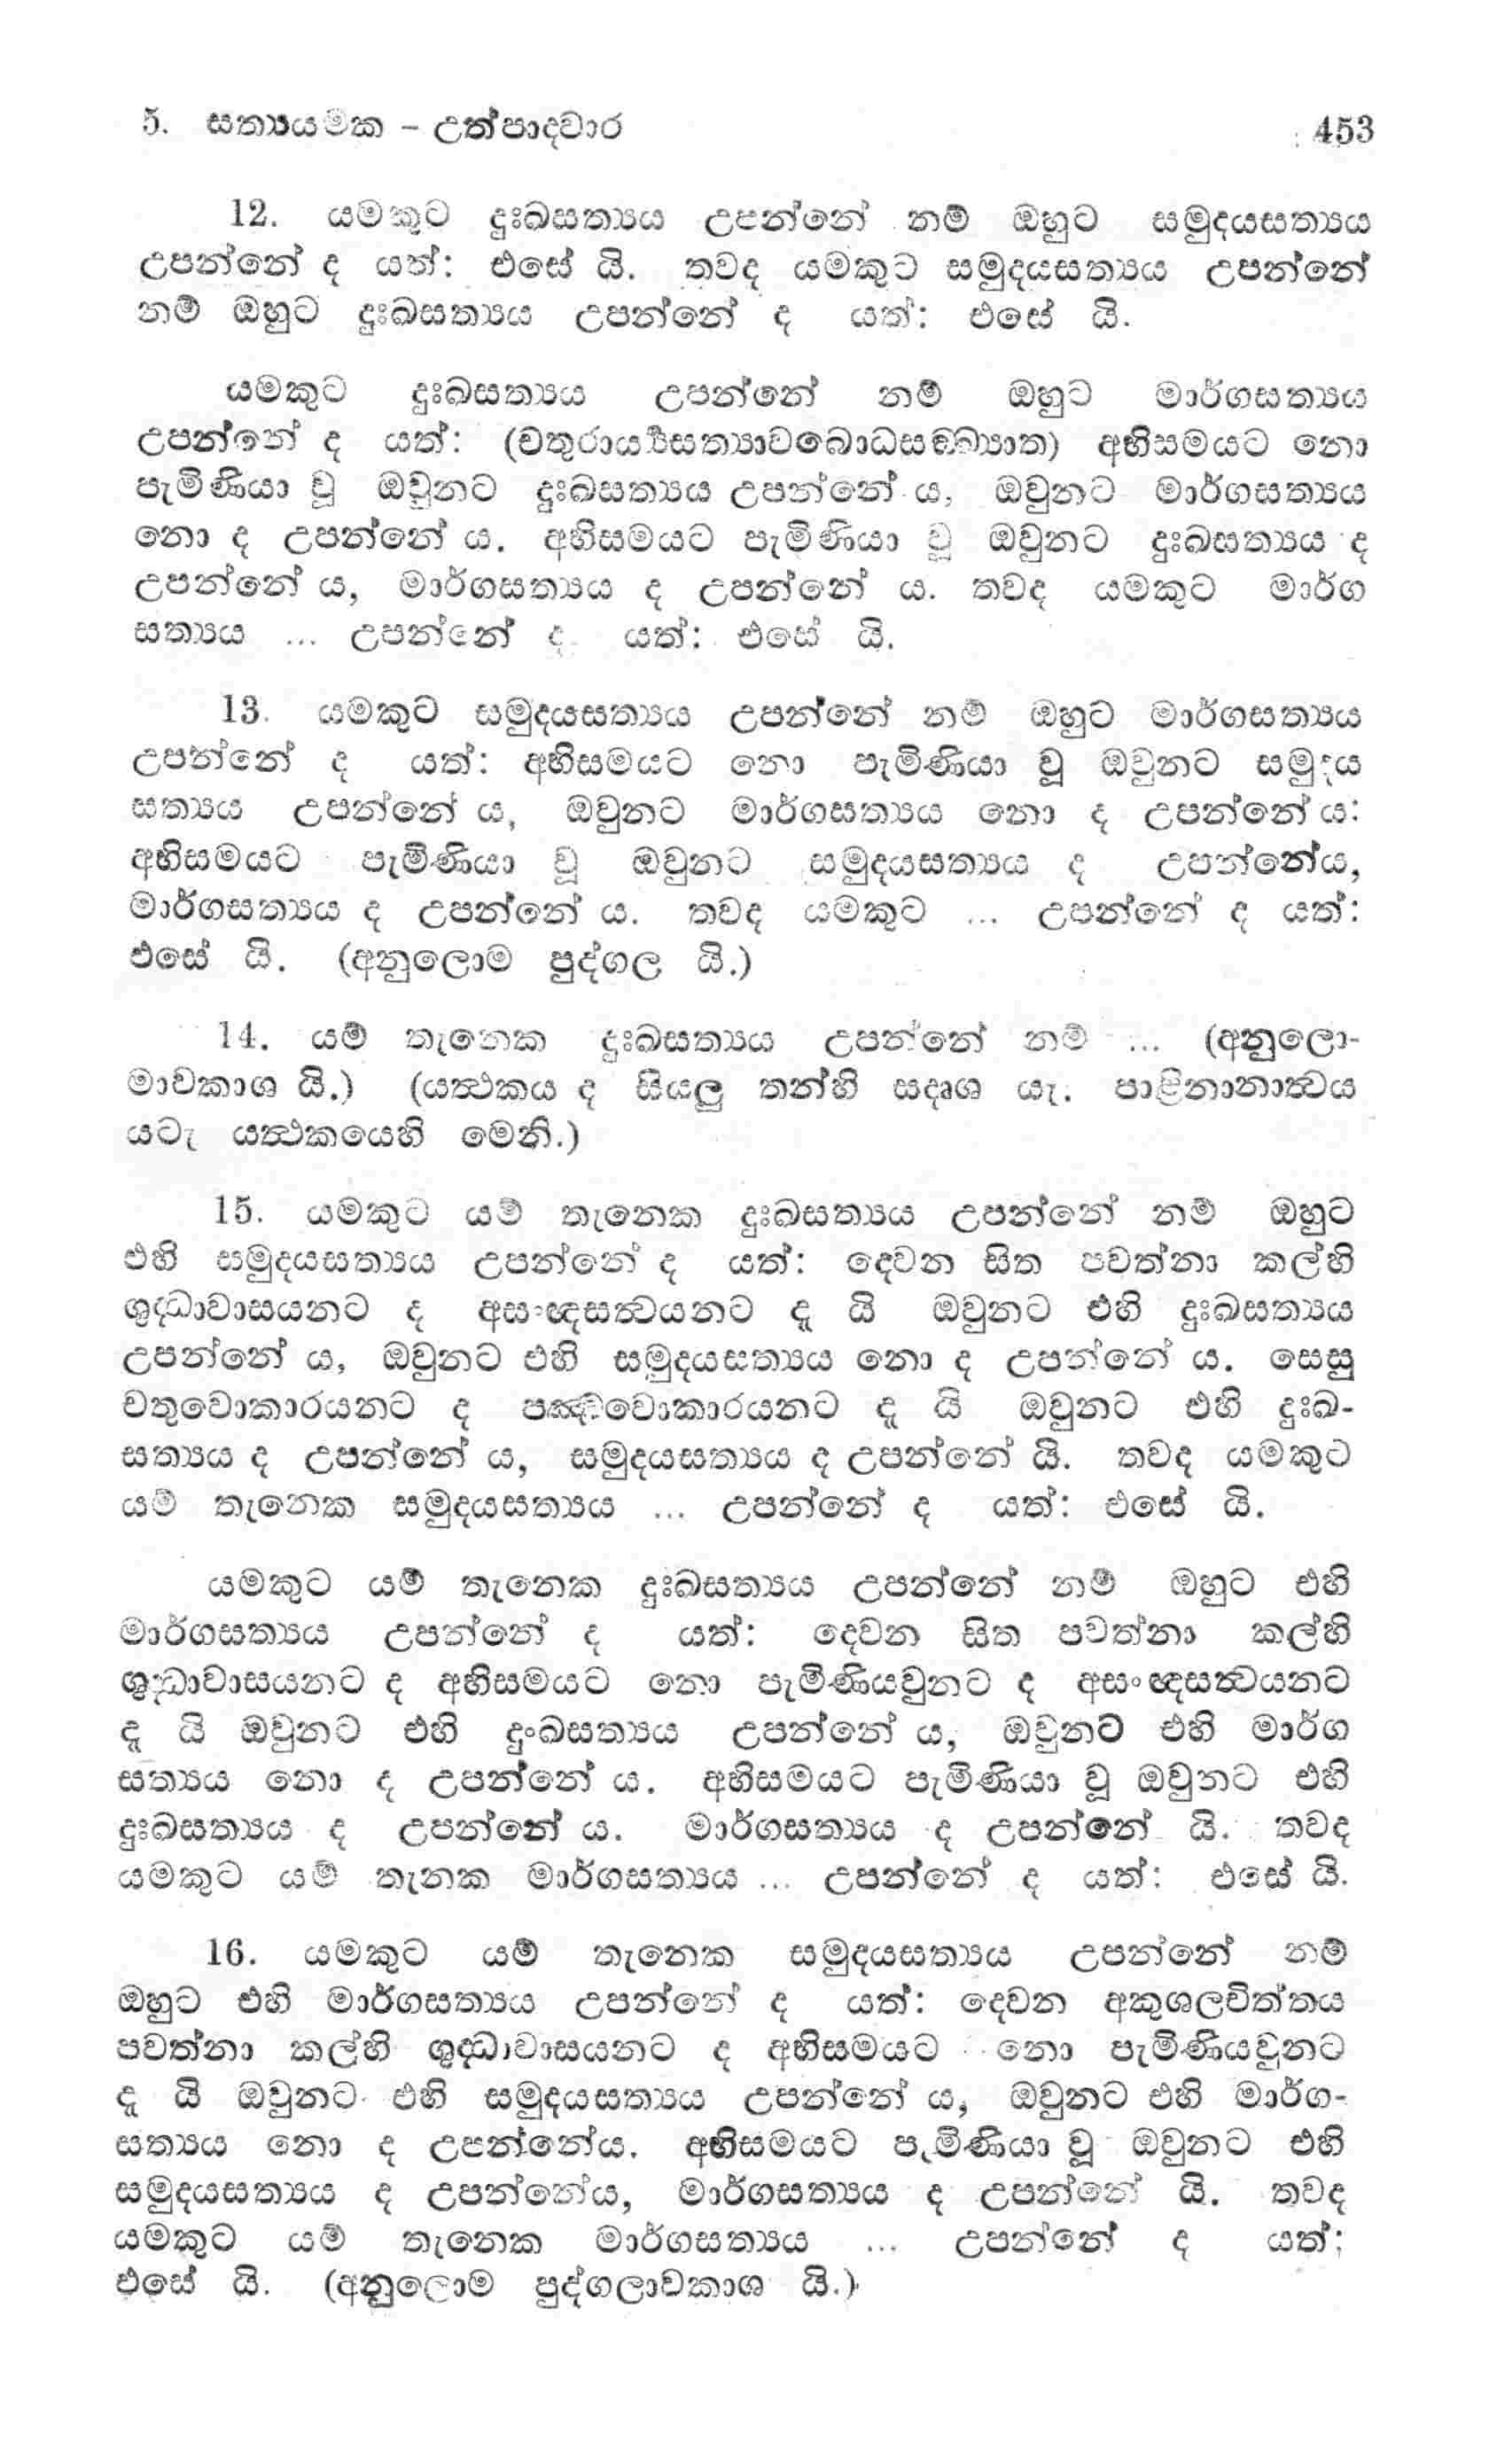 5. සත්‍යයමක – උත්පාදවාර 453
12. යමකුට දුඃඛසත්‍යය උපන්නේ නම් ඔහුට සමුදයසත්‍යය
උපන්නේ ද යත්: එසේ යි. තවද යමකුට සමුදයසත්‍යය උපන්නේ
නම් ඔහුට දුඃඛසත්‍යය උපන්නේ ද යත්: එසේ යි.
යමකුට දුඃඛසත්‍යය උපන්නේ නම් ඔහුට මාර්ගසත්‍යය
උපන්නේ ද යත්: (චතුරාර්‍ය්‍යසත්‍යාවබොධසඞ්ඛ්‍යාත) අභිසමයට නො
පැමිණියා වූ ඔවුනට දුඃඛසත්‍යය උපන්නේ ය, ඔවුනට මාර්ගසත්‍යය
නො ද උපන්නේ ය. අභිසමයට පැමිණියා වූ ඔවුනට දුඃඛසත්‍යය ද
උපන්නේ ය, මාර්ගසත්‍යය ද උපන්නේ ය. තවද යමකුට මාර්ග
සත්‍යය ... උපන්නේ ද යත්: එසේ යි.
13. යමකුට සමුදයසත්‍යය උපන්නේ නම් ඔහුට මාර්ගසත්‍යය
උපන්නේ ද යත්: අභිසමයට නො පැමිණියා වූ ඔවුනට සමුදය
සත්‍යය උපන්නේ ය, ඔවුනට මාර්ගසත්‍යය නො ද උපන්නේ ය:
අභිසමයට පැමිණියා වූ ඔවුනට සමුදයසත්‍යය ද උපන්නේය,
මාර්ගසත්‍යය ද උපන්නේ ය. තවද යමකුට ... උපන්නේ ද යත්:
එසේ යි. (අනුලොම පුද්ගල යි.)
14. යම් තැනෙක දුඃඛසත්‍යය උපන්නේ නම් ... (අනුලො-
මාවකාශ යි.) (යත්‍ථකය ද සියලු තන්හි සදෘශ යැ. පාළිනානාත්‍වය
යටැ යත්‍ථකයෙහි මෙනි.)
15. යමකුට යම් තැනෙක දුඃඛසත්‍යය උපන්නේ නම් ඔහුට
එහි සමුදයසත්‍යය උපන්නේ ද යත්: දෙවන සිත පවත්නා කල්හි
ශුද්‍ධාවාසයනට ද අසංඥසත්‍වයනට ද යි ඔවුනට එහි දුඃඛසත්‍යය
උපන්නේ ය, ඔවුනට එහි සමුදයසත්‍යය නො ද උපන්නේ ය. සෙසු
චතුවොකාරයනට ද පඤ්චවොකාරයනට ද යි ඔවුනට එහි දුඃඛ-
සත්‍යය ද උපන්නේ ය, සමුදයසත්‍යය ද උපන්නේ යි. තවද යමකුට
යම් තැනෙක සමුදයසත්‍යය ... උපන්නේ ද යත්: එසේ යි.
යමකුට යම් තැනෙක දුඃඛසත්‍යය උපන්නේ නම් ඔහුට එහි
මාර්ගසත්‍යය උපන්නේ ද යත්: දෙවන සිත පවත්නා කල්හි
ශුද්‍ධාවාසයනට ද අභිසමයට නො පැමිණියවුනට ද අසංඥසත්‍වයනට
ද යි ඔවුනට එහි දුංඛසත්‍යය උපන්නේ ය, ඔවුනට එහි මාර්ග
සත්‍යය නො ද උපන්නේ ය. අභිසමයට පැමිණියා වූ ඔවුනට එහි
දුඃඛසත්‍යය ද උපන්නේ ය. මාර්ගසත්‍යය ද උපන්නේ යි. තවද
යමකුට යම් තැනක මාර්ගසත්‍යය ... උපන්නේ ද යත්: එසේ යි.
16. යමකුට යම් තැනෙක සමුදයසත්‍යය උපන්නේ නම්
ඔහුට එහි මාර්ගසත්‍යය උපන්නේ ද යත්: දෙවන අකුශලචිත්තය
පවත්නා කල්හි ශුද්‍ධාවාසයනට ද අභිසමයට නො පැමිණියවුනට
ද යි ඔවුනට එහි සමුදයසත්‍යය උපන්නේ ය, ඔවුනට එහි මාර්ග-
සත්‍යය නො ද උපන්නේය. අභිසමයට පැමිණියා වූ ඔවුනට එහි
සමුදයසත්‍යය ද උපන්නේය, මාර්ගසත්‍යය ද උපන්නේ යි. තවද
යමකුට යම් තැනෙක මාර්ගසත්‍යය ... උපන්නේ ද යත්;
එසේ යි. (අනුලොම පුද්ගලාවකාශ යි.)